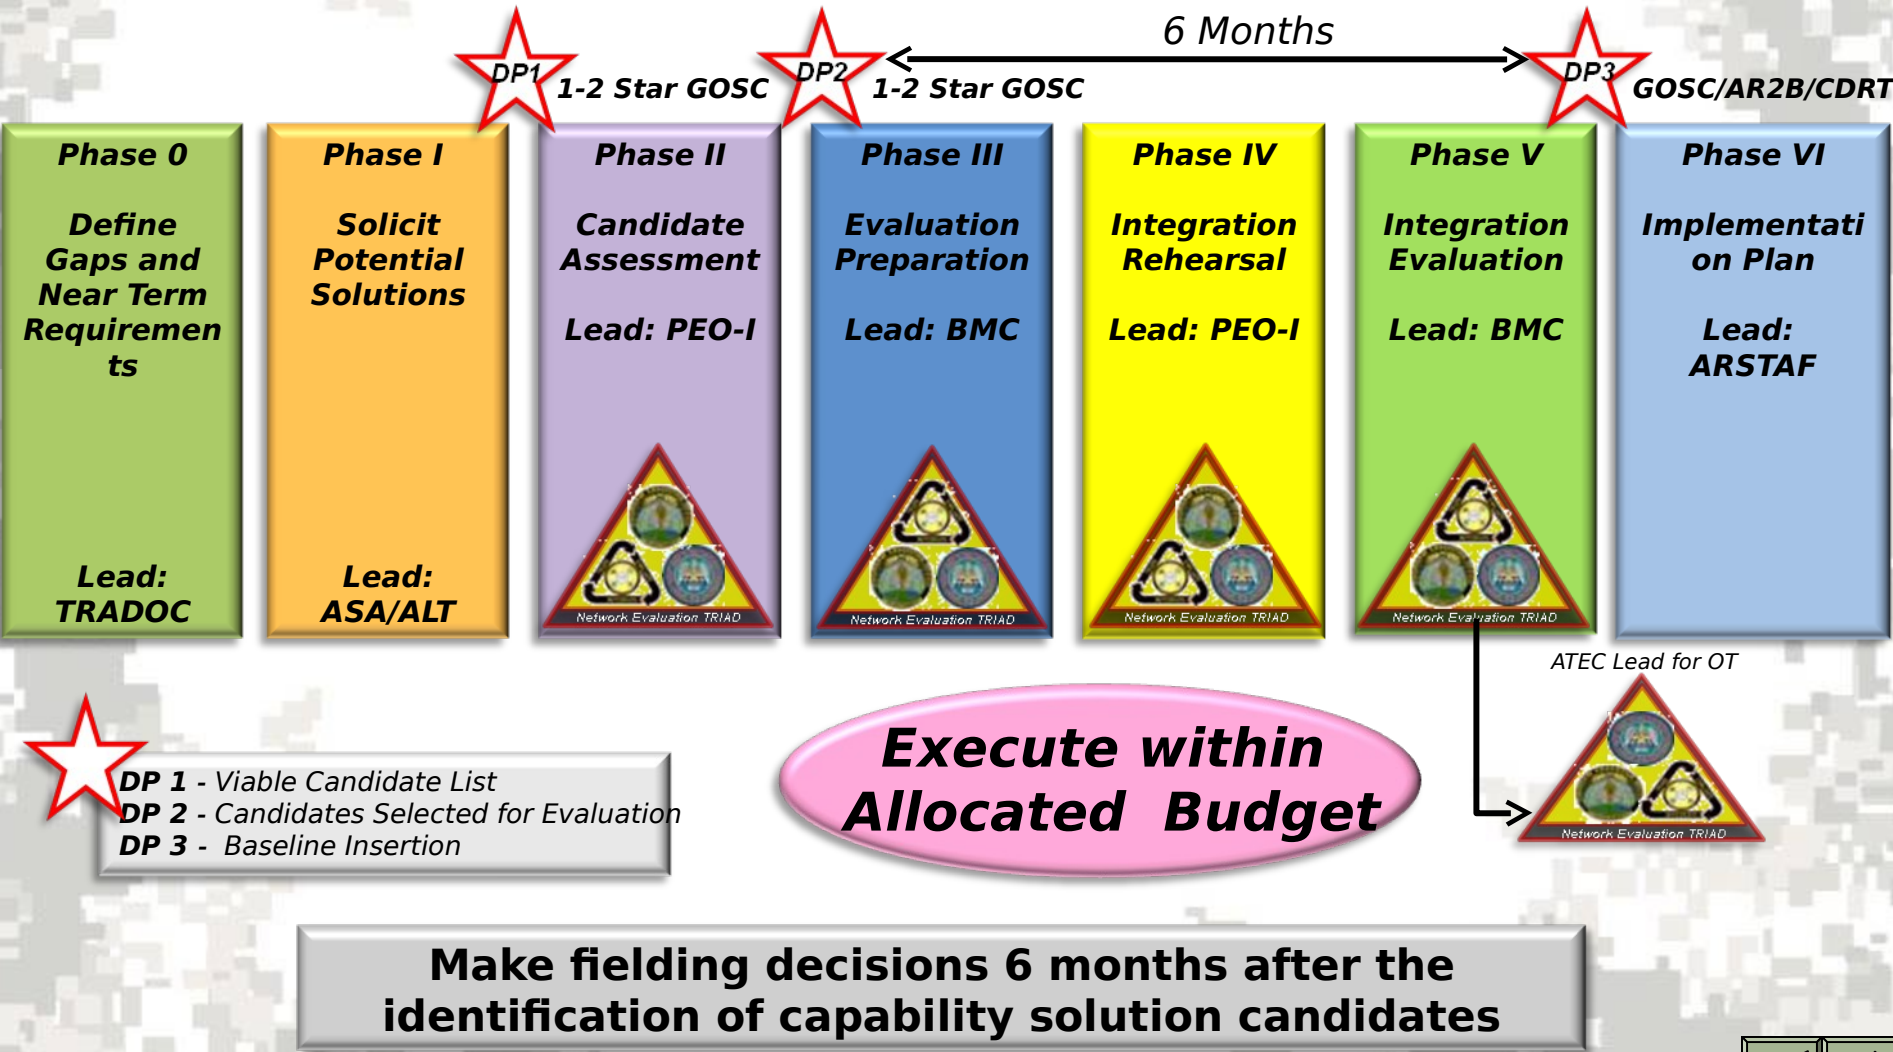 6 Months
DP1
1-2 Star GOSC
DP2
1-2 Star GOSC
DP3
GOSC/AR2B/CDRT
Phase 0
Define
Gaps and
Near Term
Requiremen
ts
Lead:
TRADOC
Phase I
Solicit
Potential
Solutions
Lead:
ASA/ALT
Phase II
Candidate
Assessment
Lead: PEO-I
Network Evaluation TRIAD
Phase III
Evaluation
Preparation
Lead: BMC
Network Evaluation TRIAD
Phase IV
Integration
Rehearsal
Lead: PEO-I
Network Evaluation TRIAD
Phase V
Integration
Evaluation
Lead: BMC
Network Evaluation TRIAD
Phase VI
Implementati
on Plan
Lead:
ARSTAF
ATEC Lead for OT
Network Evaluation TRIAD
DP 1 - Viable Candidate List
DP 2 - Candidates Selected for Evaluation
DP 3 -  Baseline Insertion
Execute within
Allocated  Budget
Make fielding decisions 6 months after the
identification of capability solution candidates